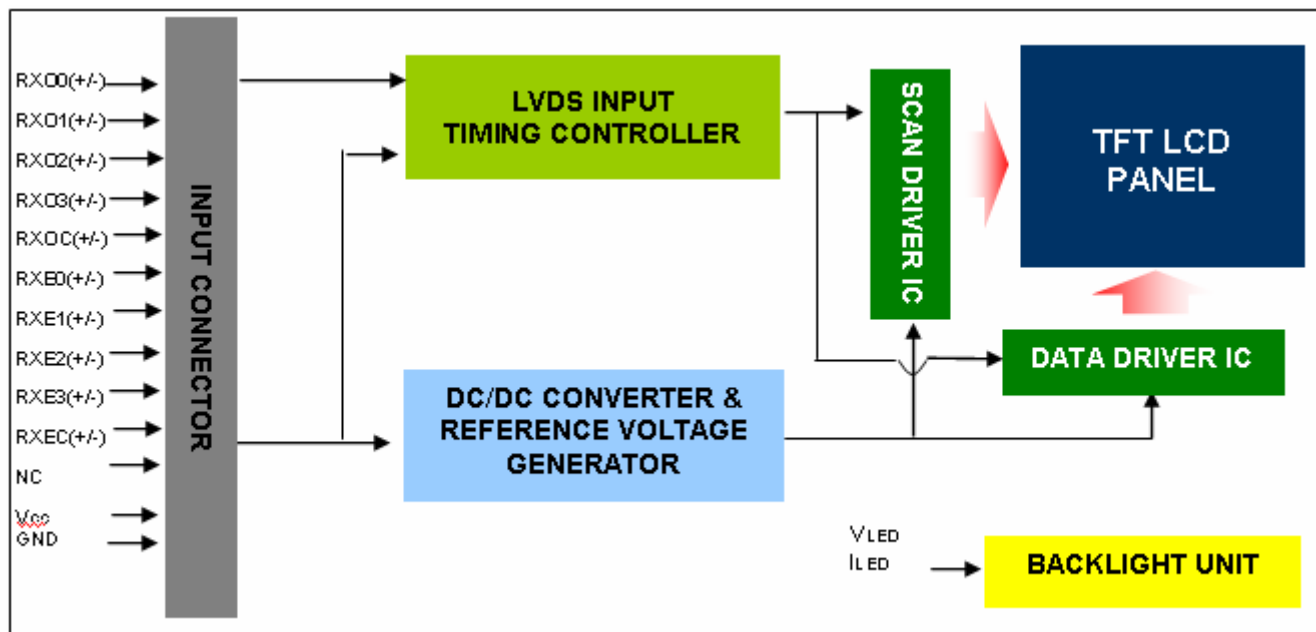 RXO0(+/-)
RXO1(+/-)
RXO2(+/-)
RXO3(+/-)
RXOC(+/-)
RXE0(+/-)
RXE1(+/-)
RXE2(+/-)
RXE3(+/-)
RXEC(+/-)
NC
Vcc
GND
INPUT CONNECTOR
LVDS INPUT
TIMING CONTROLLER
DC/DC CONVERTER &
REFERENCE VOLTAGE
GENERATOR
SCAN DRIVER IC
TFT LCD
PANEL
DATA DRIVER IC
VLED
ILED
BACKLIGHT UNIT